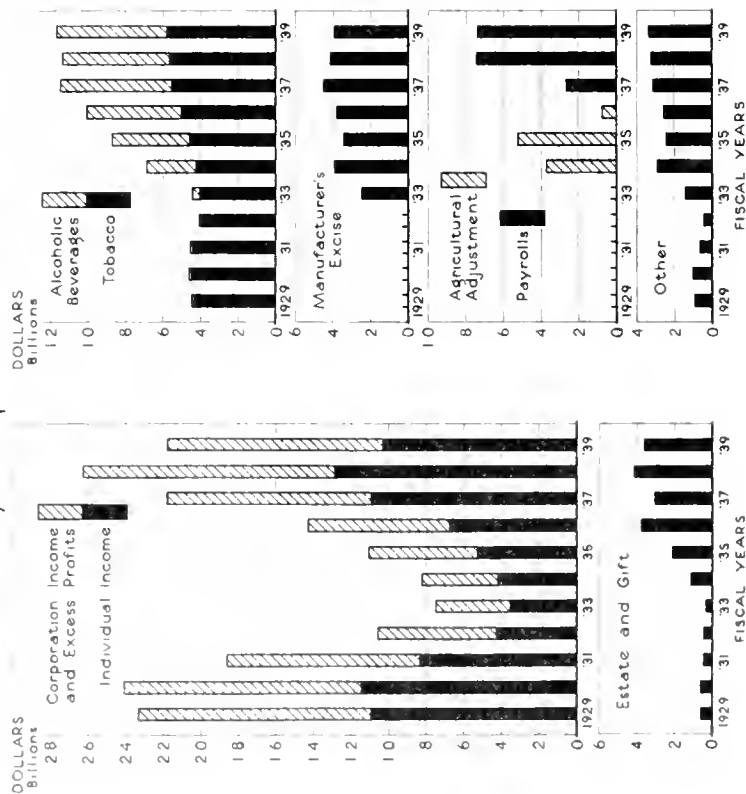 DOLLARS
Billions
28
26
24
22
20
18
16
14
12
10
8
6
4
2
0
Corporation Income
and Excess Profits
Individual Income
1929 '31 '33 '35 '37 '39
6
4
2
0
Estate and Gift
1929 '31 '33 '35 '37 '39
FISCAL YEARS
DOLLARS
Billions
12
10
8
6
4
2
0
Alcoholic
Beverages
Tobacco
1929 '31 '33 '35 '37 '39
6
4
2
0
Manufacturer's
Excise
1929 '31 '33 '35 '37 '39
10
8
6
4
2
0
Agricultural
Adjustment
Payrolls
1929 '31 '33 '35 '37 '39
4
2
0
Other
1929 '31 '33 '35 '37 '39
FISCAL YEARS